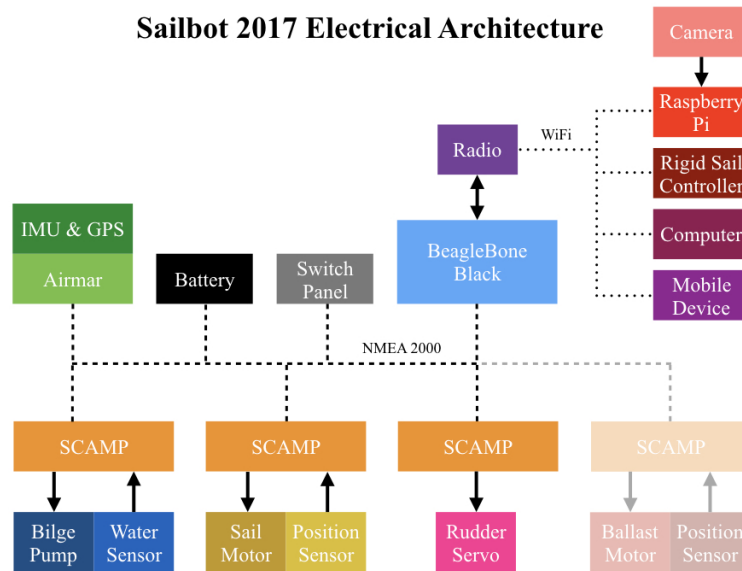 Sailbot 2017 Electrical Architecture
Camera
Raspberry
Pi
WiFi
Radio
Rigid Sail
Controller
IMU & GPS
Airmar
Battery
Switch
Panel
BeagleBone
Black
Computer
Mobile
Device
NMEA 2000
SCAMP
SCAMP
SCAMP
SCAMP
Bilge
Pump
Water
Sensor
Sail
Motor
Position
Sensor
Rudder
Servo
Ballast
Motor
Position
Sensor